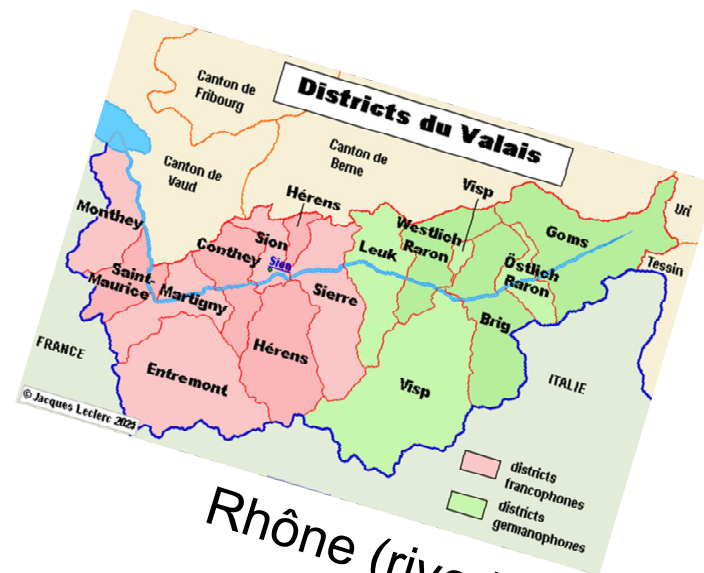 Districts du Valais
Canton de
Fribourg
Canton de
Vaud
Canton de
Berne
Uri
Tessin
Visp
Hérens
Monthey
Sion
Conthey
Sion
Westlich
Raron
Leuk
Goms
Östlich
Raron
Saint-
Maurice
Martigny
Sierre
Brig
Hérens
Entremont
Visp
FRANCE
ITALIE
© Jacques Leclerc 2021
districts
francophones
districts
germanophones
Rhône